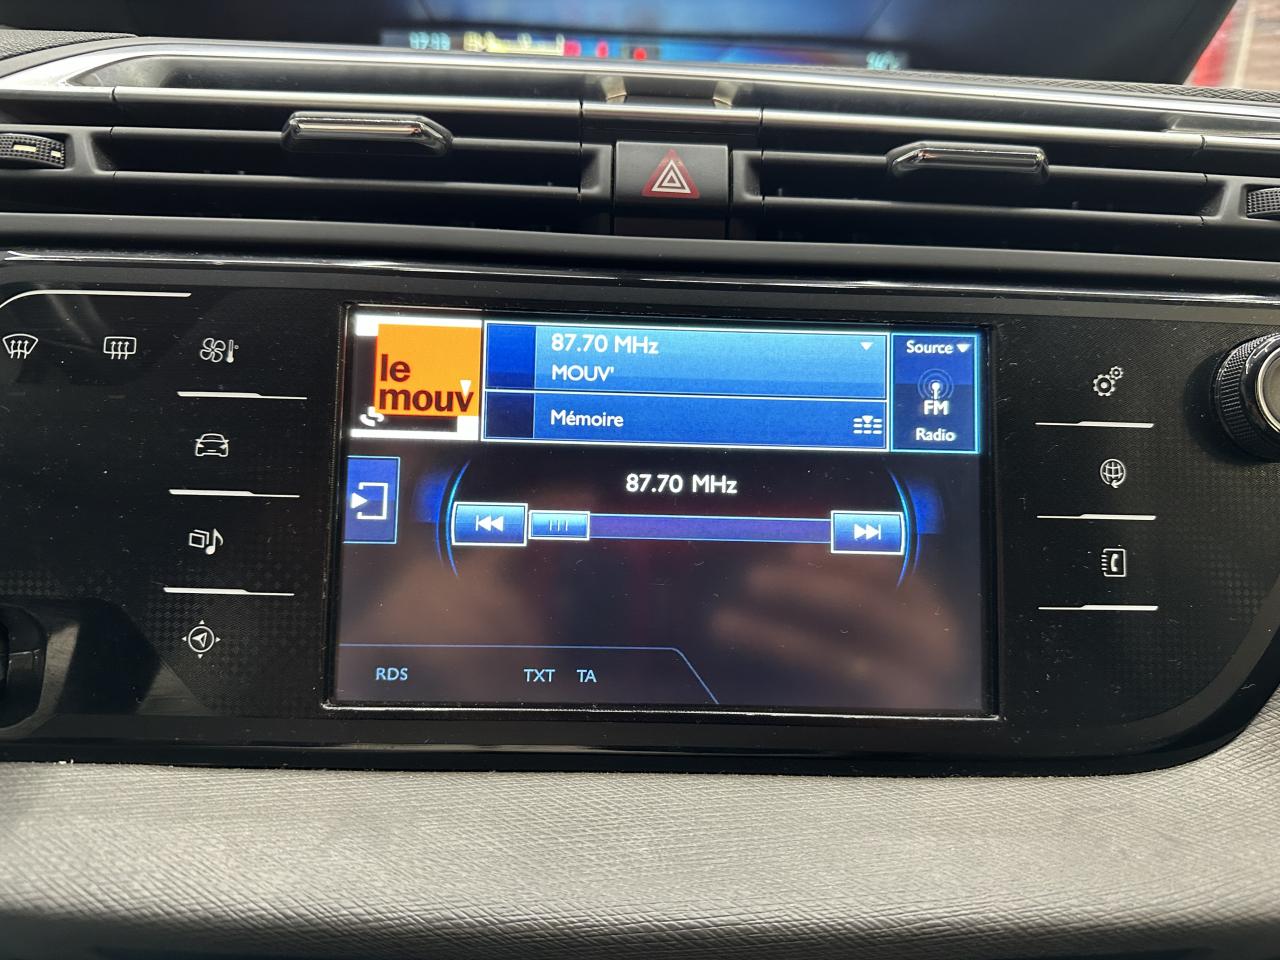 le
mouv
87.70 MHz
MOUV'
Mémoire
Source
FM
Radio
87.70 MHz
RDS
TXT TA